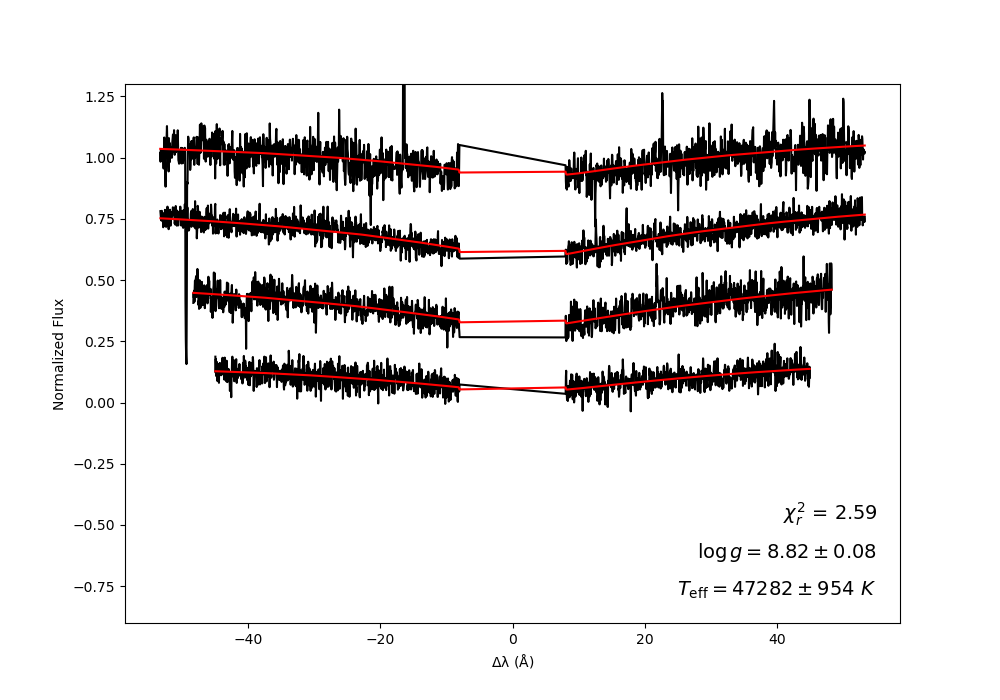 1.25
1.00
0.75
0.50
0.25
0.00
−0.25
−0.50
−0.75
Normalized Flux
χ²ᵣ = 2.59
log g = 8.82 ± 0.08
T_eff = 47282 ± 954 K
−40 −20 0 20 40
Δλ (Å)